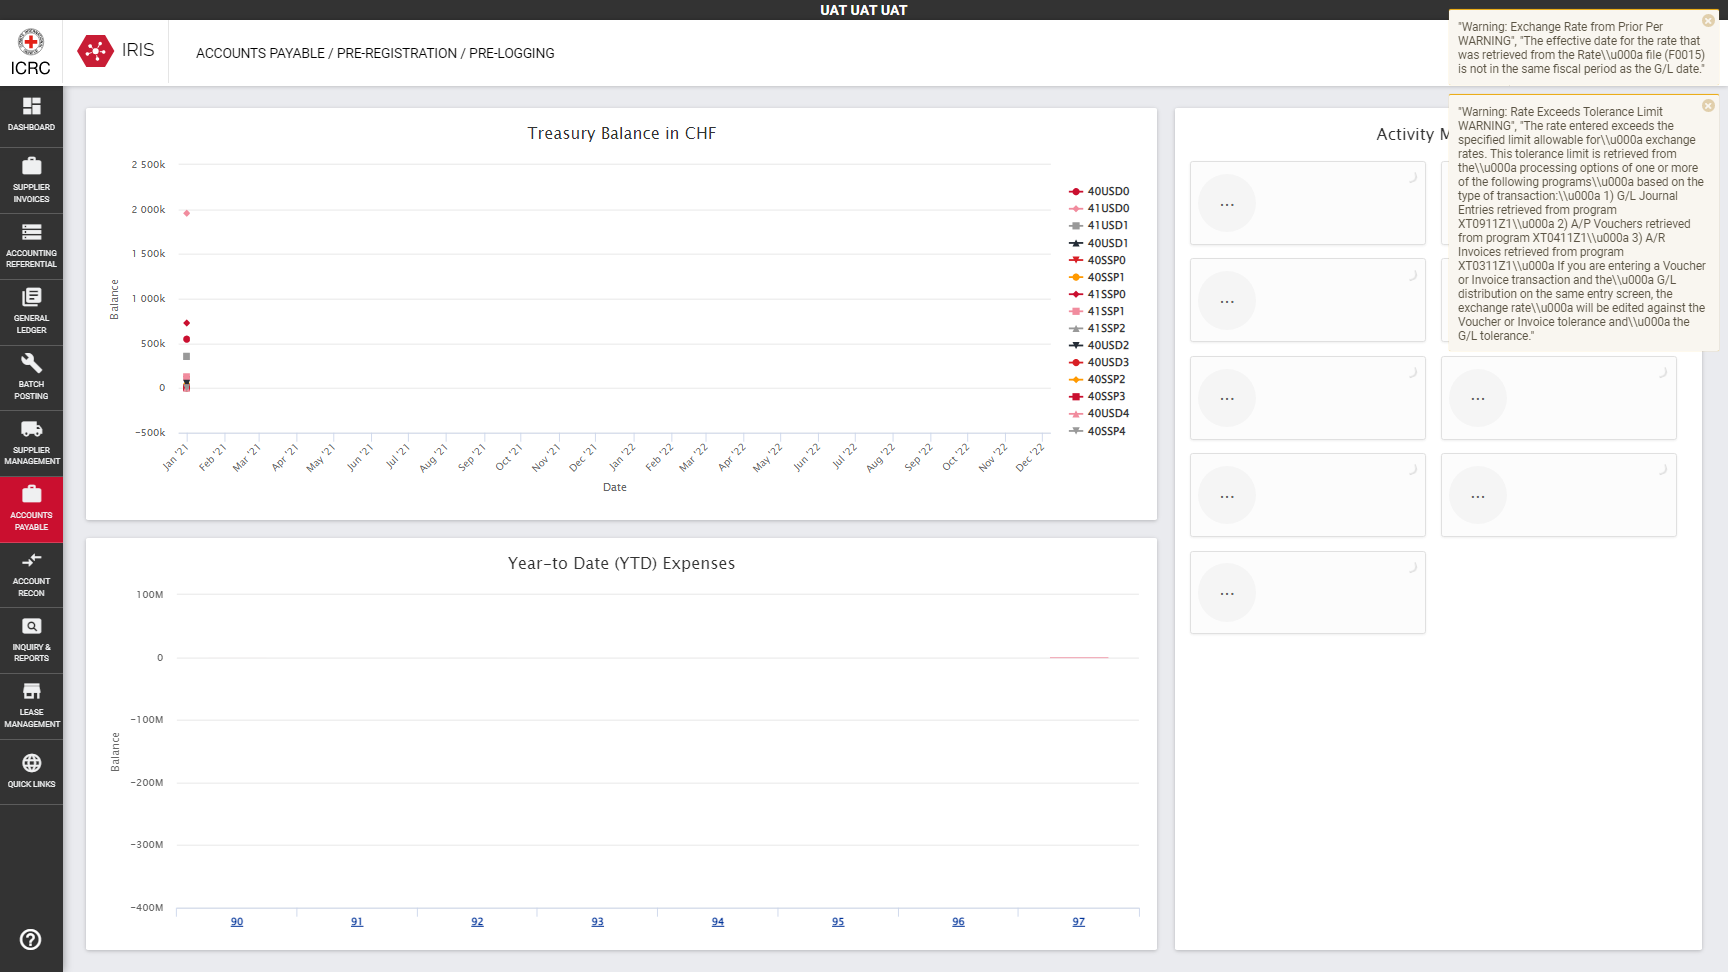 UAT UAT UAT
ICRC
IRIS
ACCOUNTS PAYABLE / PRE-REGISTRATION / PRE-LOGGING
"Warning: Exchange Rate from Prior Per
WARNING", "The effective date for the rate that
was retrieved from the Rate\\u000a file (F0015)
is not in the same fiscal period as the G/L date."
"Warning: Rate Exceeds Tolerance Limit
WARNING", "The rate entered exceeds the
specified limit allowable for\\u000a exchange
rates. This tolerance limit is retrieved from
the\\u000a processing options of one or more
of the following programs\\u000a based on the
type of transaction:\\u000a 1) G/L Journal
Entries retrieved from program
XT0911Z1\\u000a 2) A/P Vouchers retrieved
from program XT0411Z1\\u000a 3) A/R
Invoices retrieved from program
XT0311Z1\\u000a If you are entering a Voucher
or Invoice transaction and the\\u000a G/L
distribution on the same entry screen, the
exchange rate\\u000a will be edited against the
Voucher or Invoice tolerance and\\u000a the
G/L tolerance."
DASHBOARD
SUPPLIER
INVOICES
ACCOUNTING
REFERENTIAL
GENERAL
LEDGER
BATCH
POSTING
SUPPLIER
MANAGEMENT
ACCOUNTS
PAYABLE
ACCOUNT
RECON
INQUIRY &
REPORTS
LEASE
MANAGEMENT
QUICK LINKS
Treasury Balance in CHF
Balance
2 500k
2 000k
1 500k
1 000k
500k
0
-500k
Jan '21
Feb '21
Mar '21
Apr '21
May '21
Jun '21
Jul '21
Aug '21
Sep '21
Oct '21
Nov '21
Dec '21
Jan '22
Feb '22
Mar '22
Apr '22
May '22
Jun '22
Jul '22
Aug '22
Sep '22
Oct '22
Nov '22
Dec '22
Date
40USD0
41USD0
41USD1
40USD1
40SSP0
40SSP1
41SSP0
41SSP1
41SSP2
40USD2
40USD3
40SSP2
40SSP3
40USD4
40SSP4
Year-to Date (YTD) Expenses
Balance
100M
0
-100M
-200M
-300M
-400M
90
91
92
93
94
95
96
97
Activity M
...
...
...
...
...
...
...